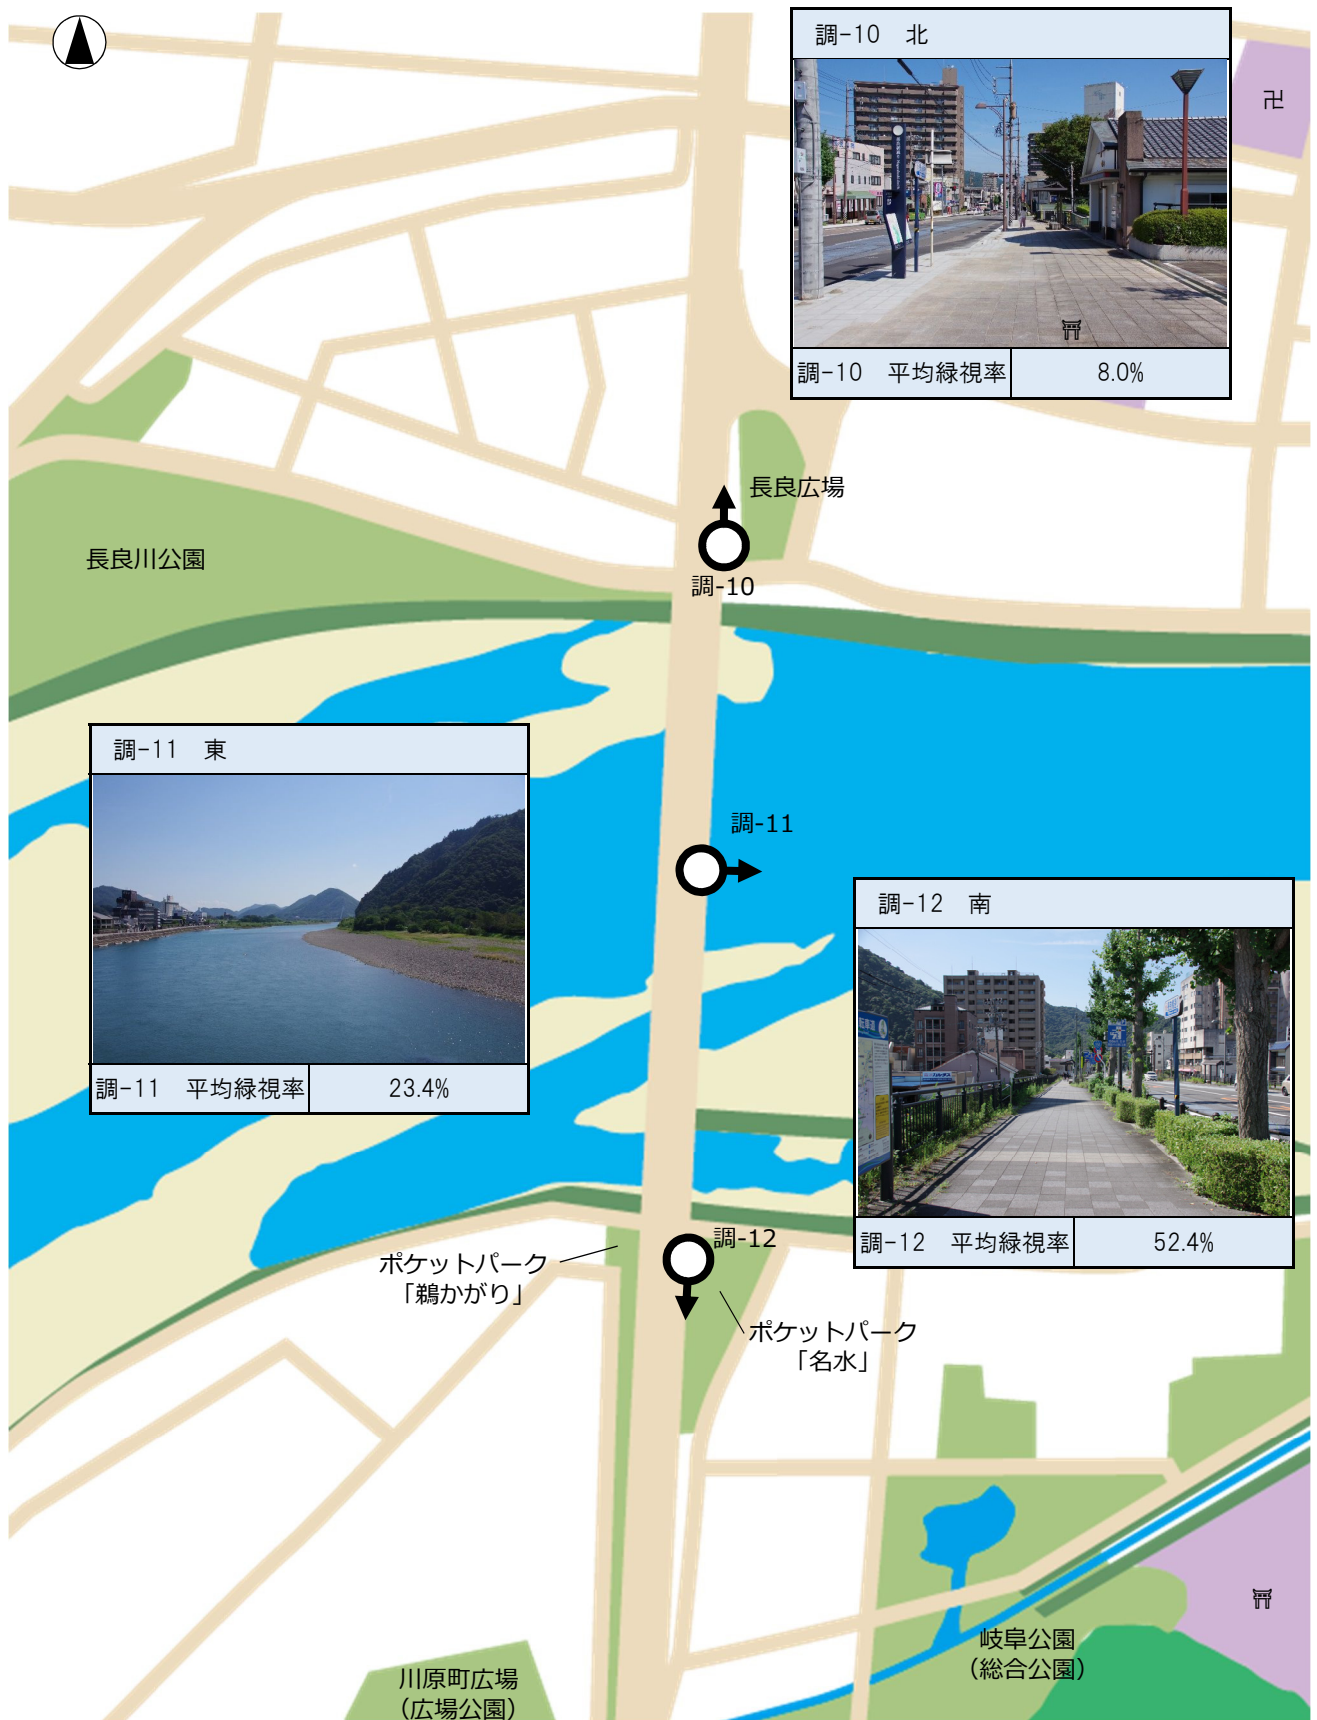 調-10 北
卍
調-10 平均緑視率 8.0%
長良広場
長良川公園
調-10
調-11 東
調-11
調-11 平均緑視率 23.4%
調-12 南
調-12 平均緑視率 52.4%
調-12
ポケットパーク
「鵜かがり」
ポケットパーク
「名水」
岐阜公園
（総合公園）
川原町広場
（広場公園）